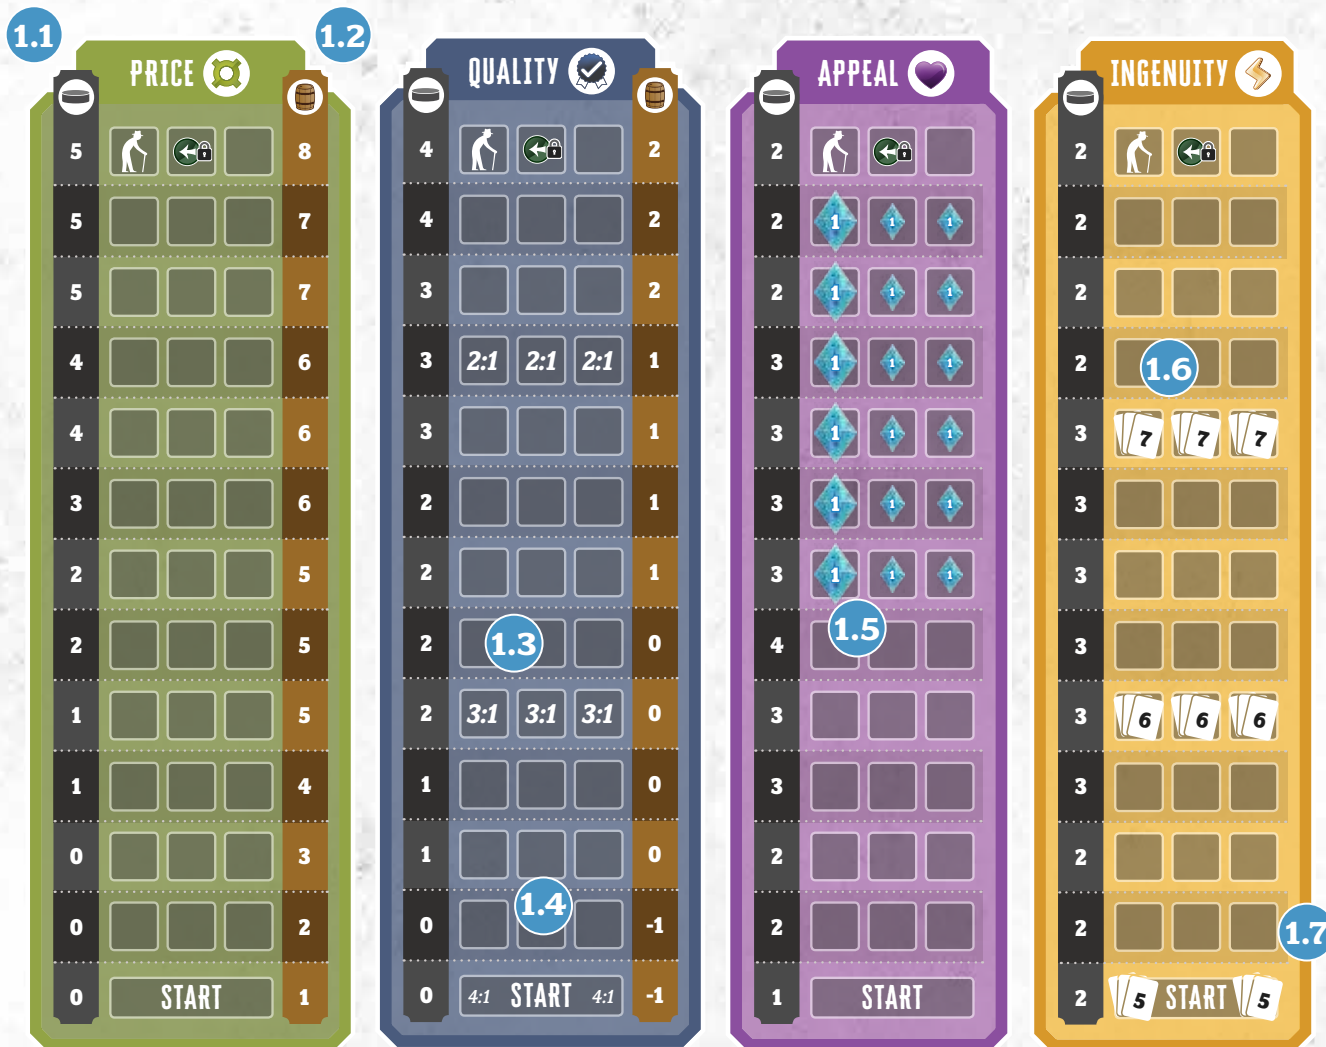 1.1 1.2
PRICE QUALITY APPEAL INGENUITY
5 8 4 2 2 2
5 7 4 2 2 1 1 1 2
5 7 3 2 2 1 1 1 2
4 6 3 2:1 2:1 2:1 1 3 1 1 1 2 1.6
4 6 3 1 3 1 1 1 3 7 7 7
3 6 2 1 3 1 1 1 3
2 5 2 1 3 1 1 1 3
2 5 2 1.3 0 4 1.5 3
1 5 2 3:1 3:1 3:1 0 3 3 6 6 6
1 4 1 0 3 3
0 3 1 0 2 2
0 2 0 1.4 -1 2 2 1.7
0 START 1 0 4:1 START 4:1 -1 1 START 2 5 START 5